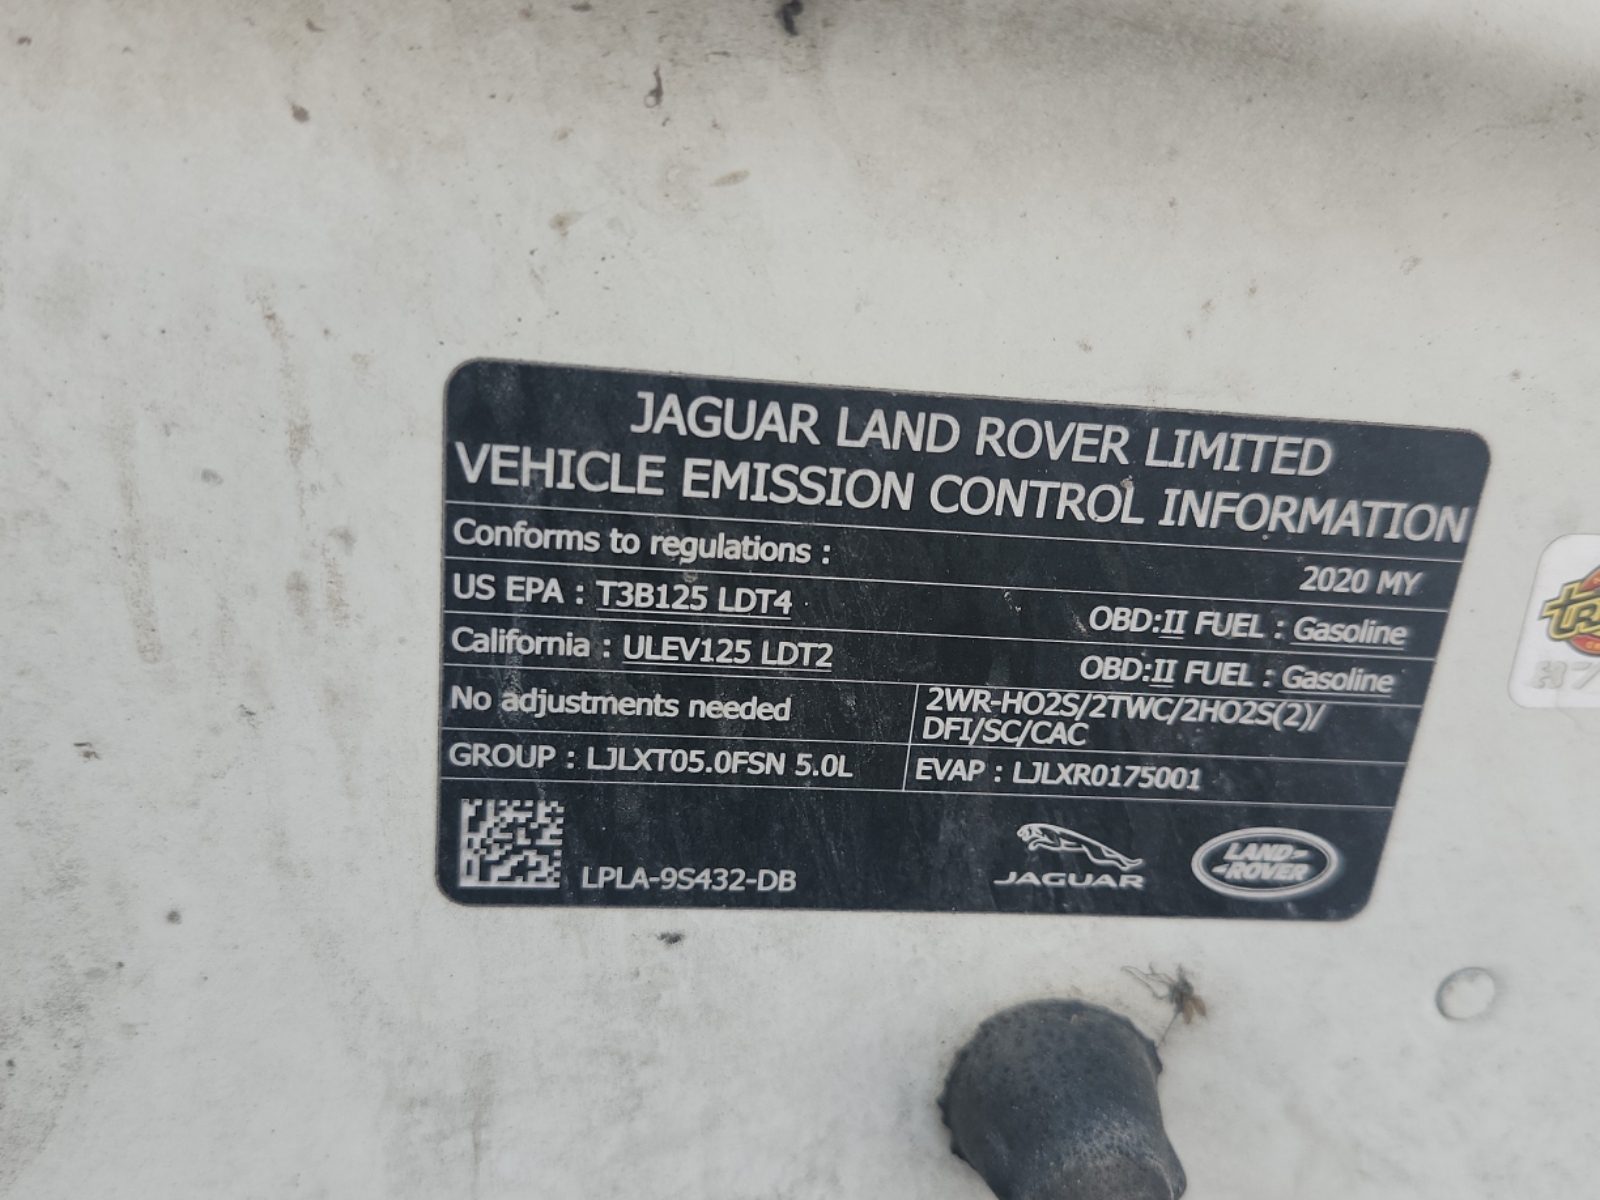 JAGUAR LAND ROVER LIMITED
VEHICLE EMISSION CONTROL INFORMATION
Conforms to regulations :
2020 MY
US EPA : T3B125 LDT4
OBD:II FUEL : Gasoline
California : ULEV125 LDT2
OBD:II FUEL : Gasoline
No adjustments needed
2WR-HO2S/2TWC/2HO2S(2)/
DFI/SC/CAC
GROUP : LJLXT05.0FSN 5.0L
EVAP : LJLXR0175001
LPLA-9S432-DB
JAGUAR
LAND-
-ROVER